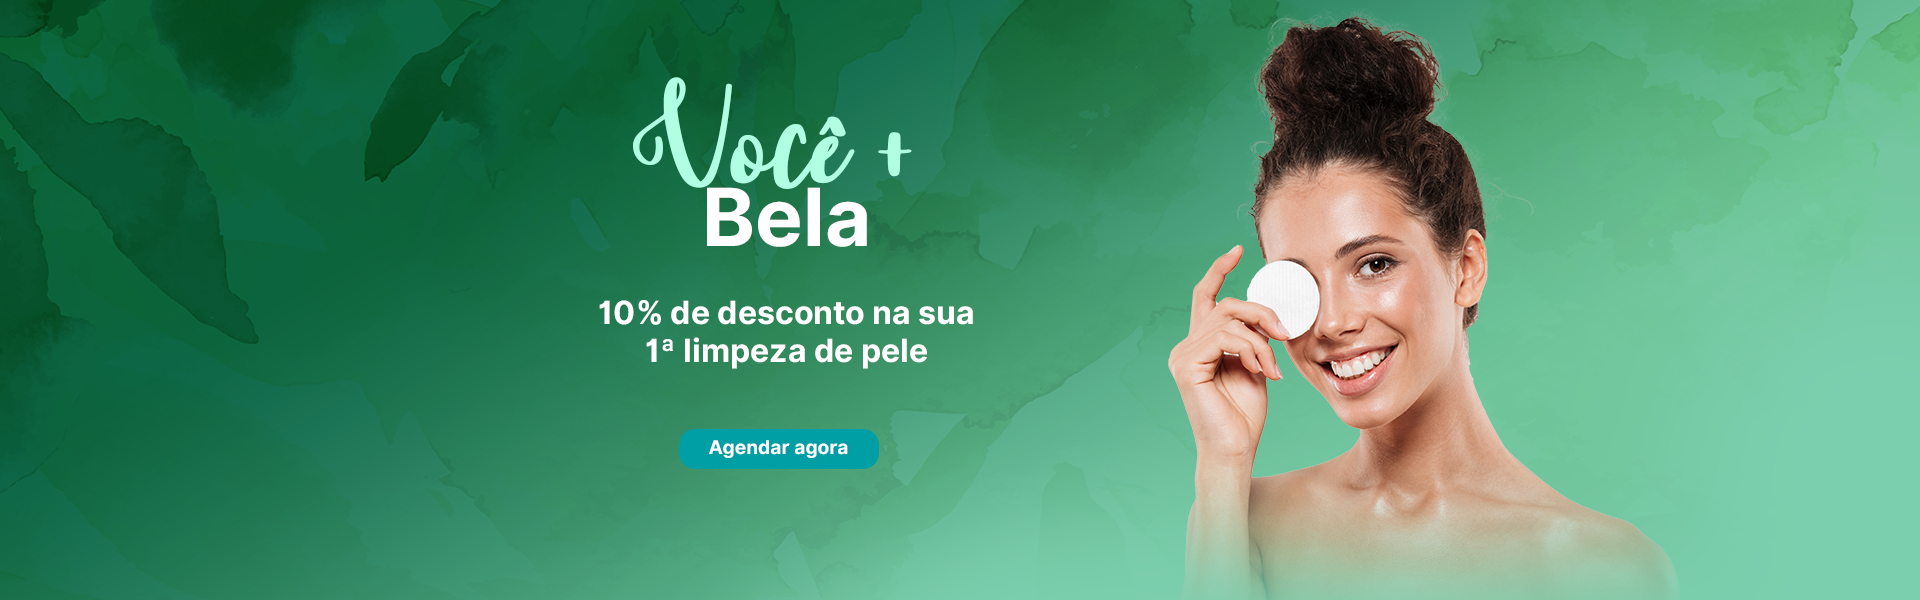 Você +
Bela
10% de desconto na sua
1ª limpeza de pele
Agendar agora